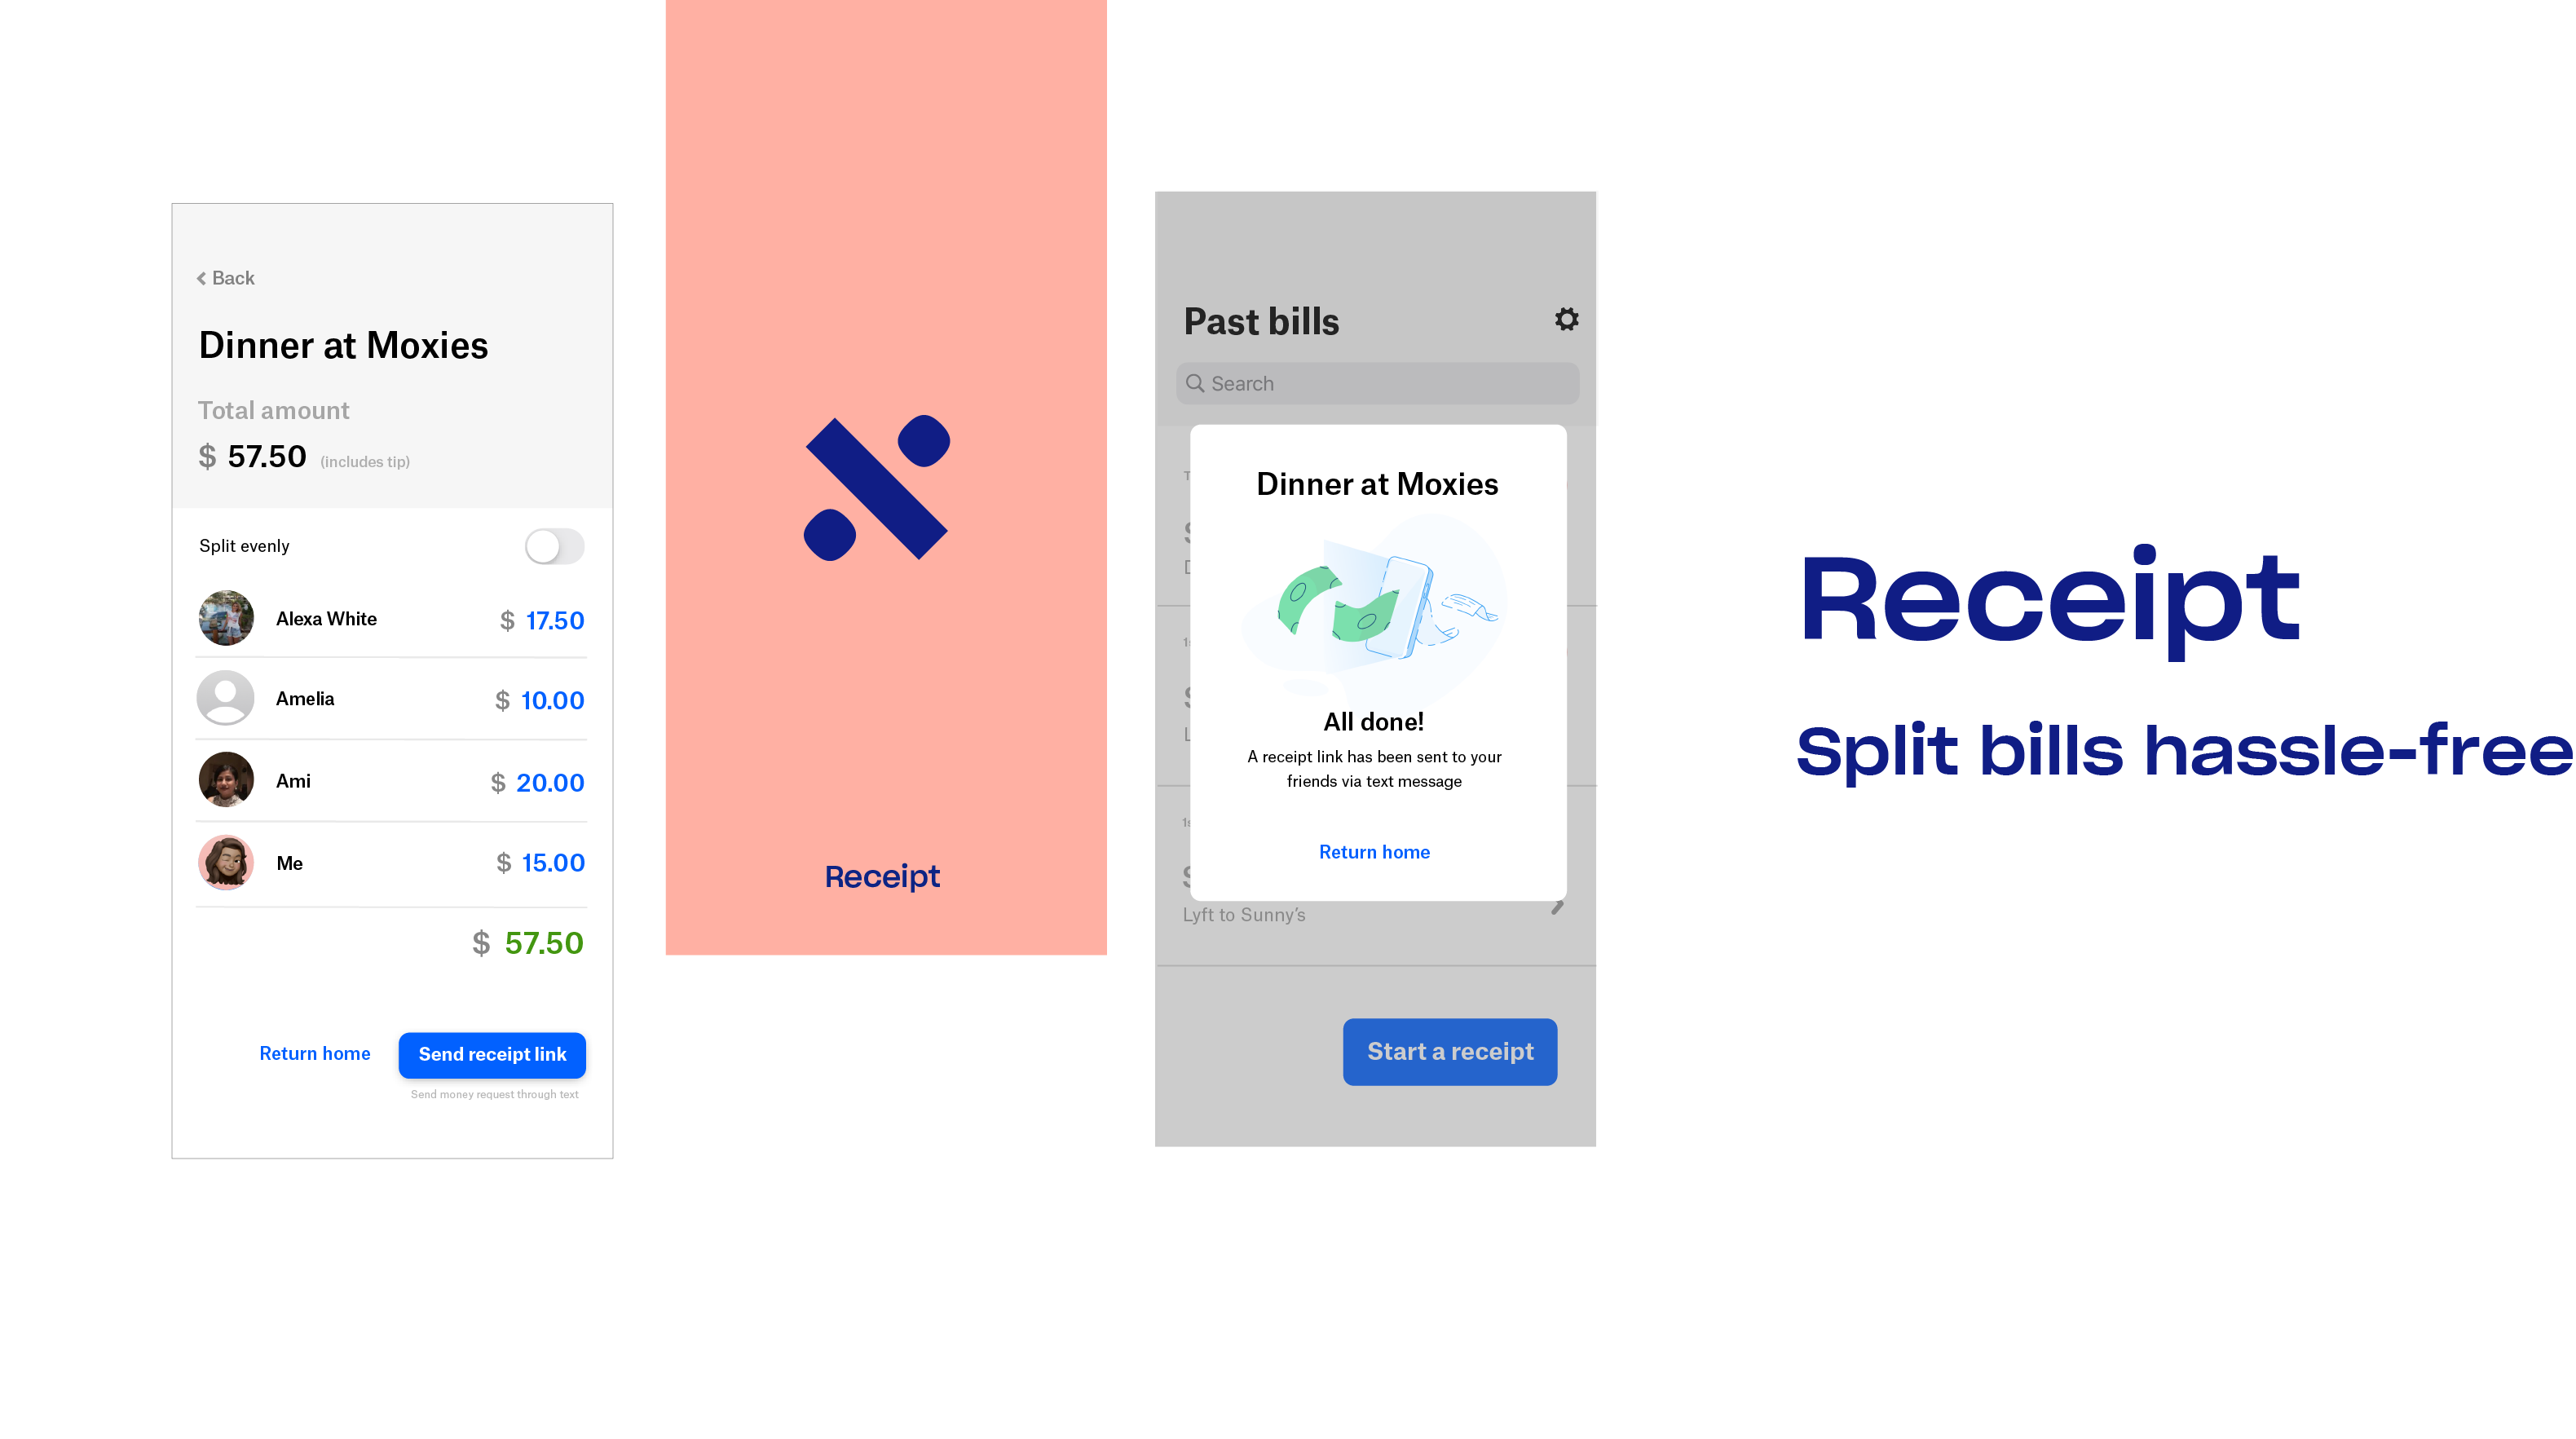 Back
Dinner at Moxies
Total amount
$ 57.50 (includes tip)
Split evenly
Alexa White $ 17.50
Amelia $ 10.00
Ami $ 20.00
Me $ 15.00
$ 57.50
Return home Send receipt link
Send money request through text
Receipt
Past bills
Search
Dinner at Moxies
All done!
A receipt link has been sent to your
friends via text message
Return home
Lyft to Sunny’s
Start a receipt
Receipt
Split bills hassle-free